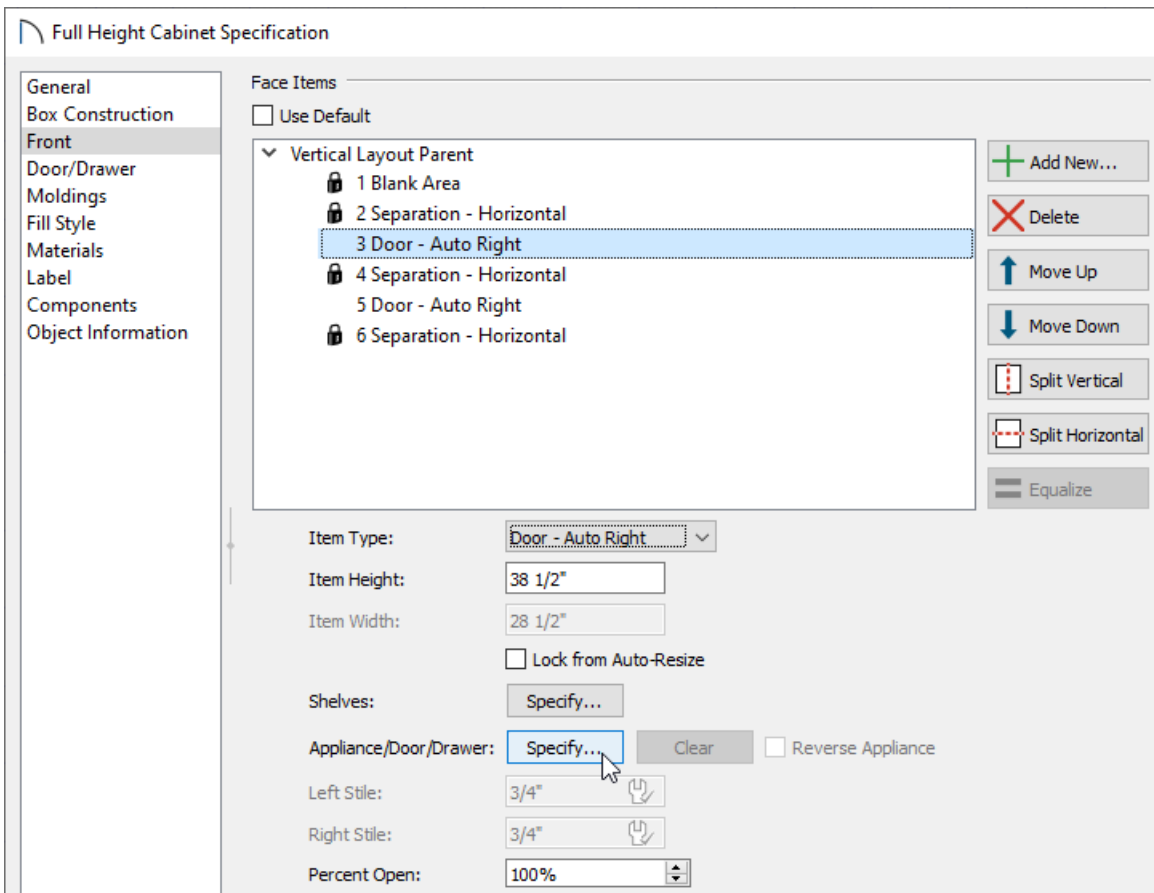 Full Height Cabinet Specification
General
Box Construction
Front
Door/Drawer
Moldings
Fill Style
Materials
Label
Components
Object Information
Face Items
Use Default
Vertical Layout Parent
1 Blank Area
2 Separation - Horizontal
3 Door - Auto Right
4 Separation - Horizontal
5 Door - Auto Right
6 Separation - Horizontal
Add New...
Delete
Move Up
Move Down
Split Vertical
Split Horizontal
Equalize
Item Type: Door - Auto Right
Item Height: 38 1/2"
Item Width: 28 1/2"
Lock from Auto-Resize
Shelves: Specify...
Appliance/Door/Drawer: Specify... Clear Reverse Appliance
Left Stile: 3/4"
Right Stile: 3/4"
Percent Open: 100%